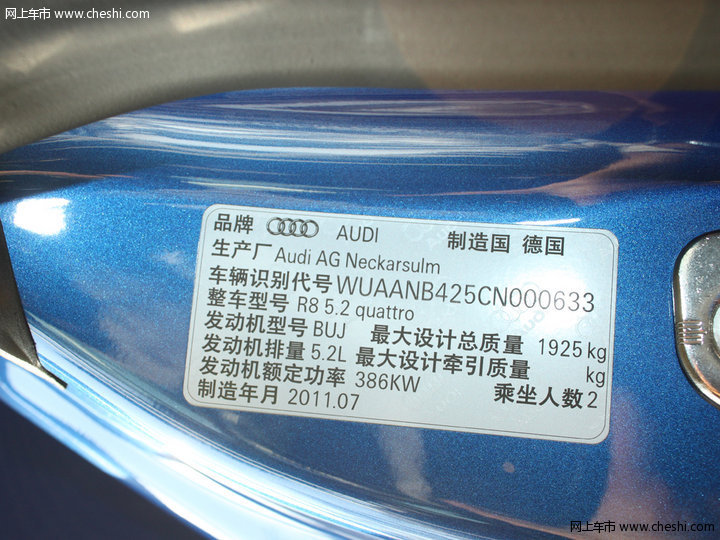 网上车市 www.cheshi.com
品牌 AUDI 制造国 德国
生产厂 Audi AG Neckarsulm
车辆识别代号 WUAANB425CN000633
整车型号 R8 5.2 quattro
发动机型号 BUJ 最大设计总质量 1925 kg
发动机排量 5.2L 最大设计牵引质量 kg
发动机额定功率 386KW 乘坐人数 2
制造年月 2011.07
网上车市 www.cheshi.com